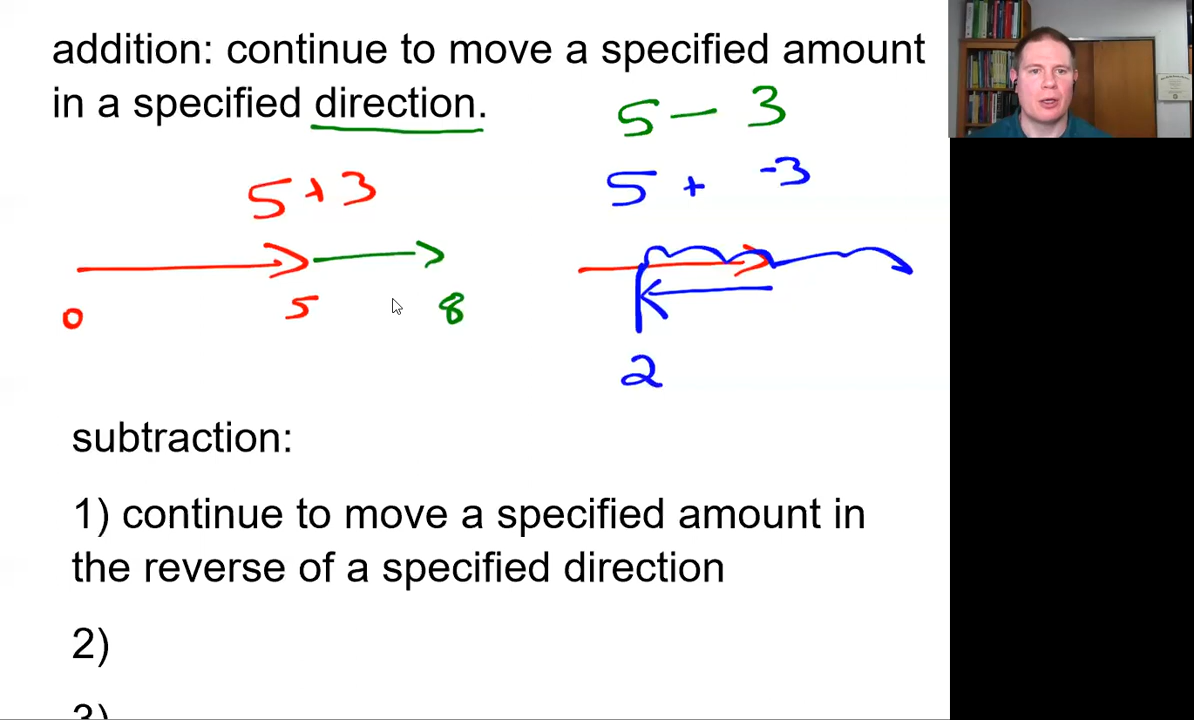 addition: continue to move a specified amount
in a specified direction.
5 - 3
5+3
5 + -3
0
5
8
2
subtraction:
1) continue to move a specified amount in
the reverse of a specified direction
2)
3)